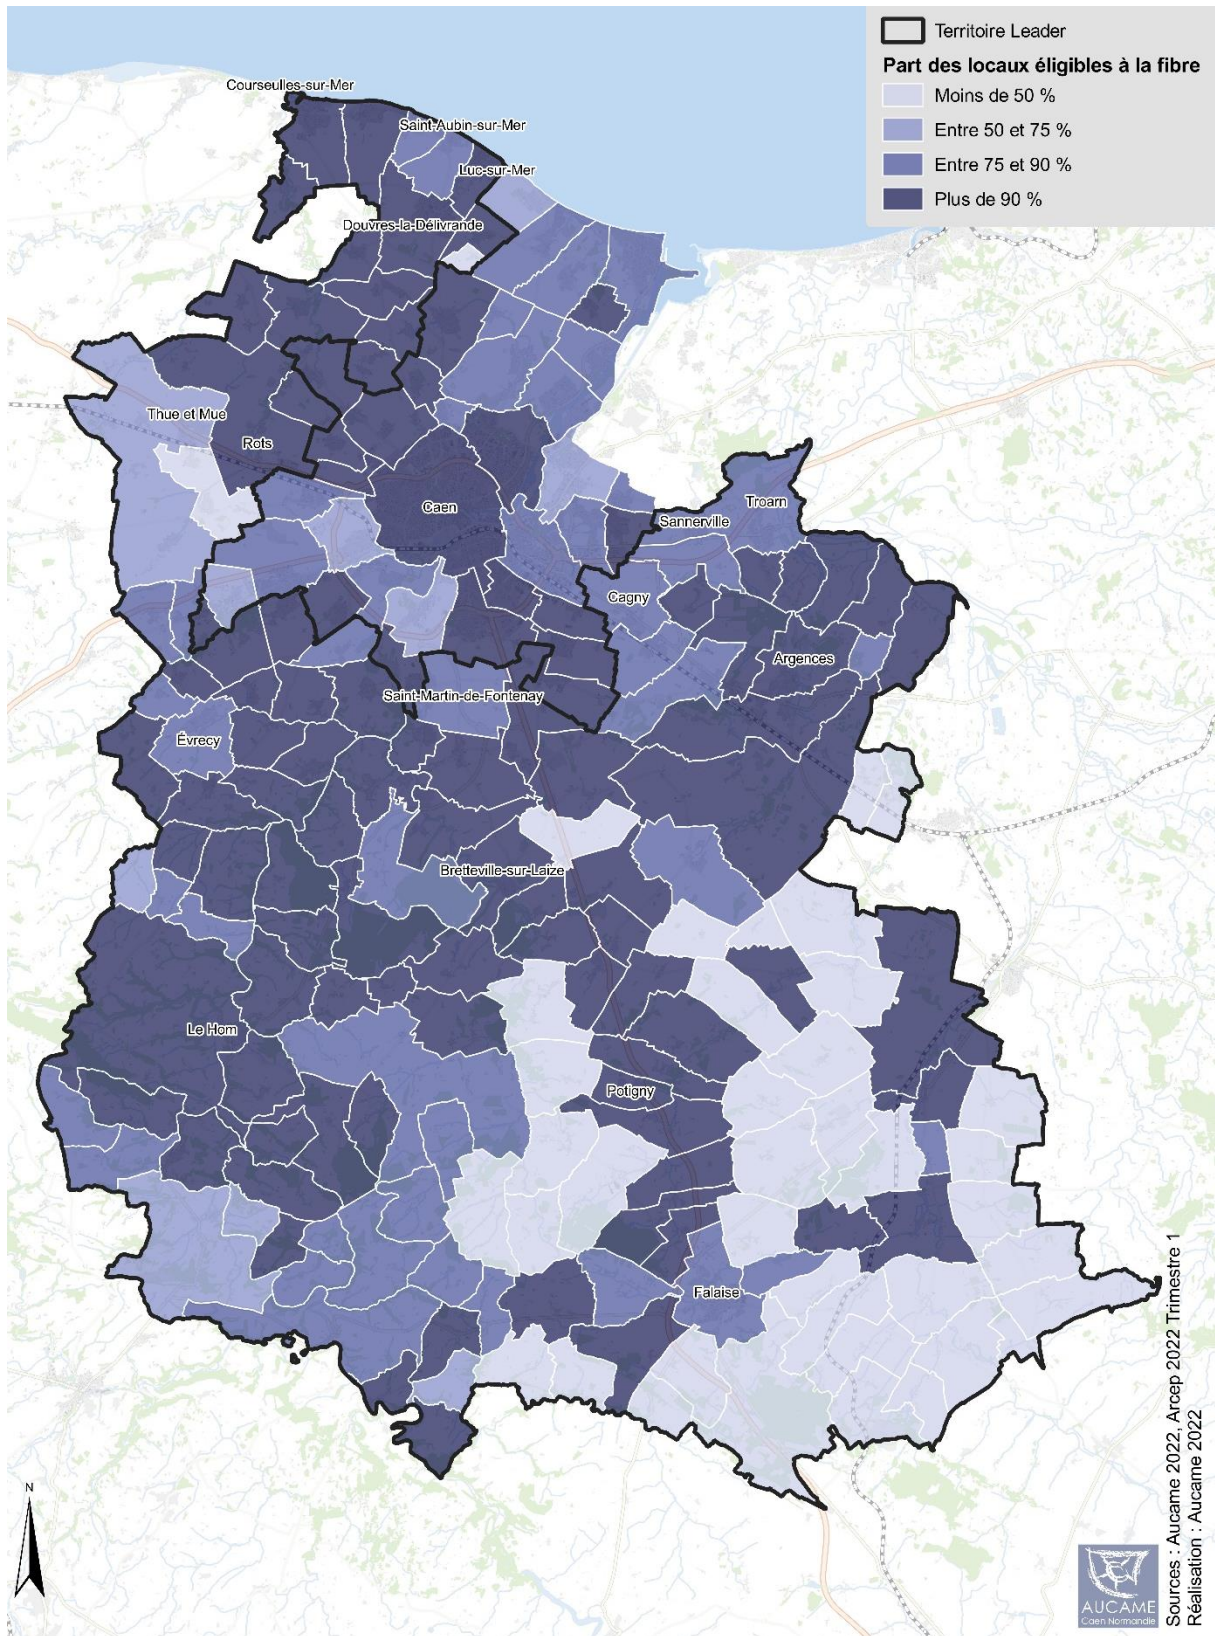 Territoire Leader
Part des locaux éligibles à la fibre
Moins de 50 %
Entre 50 et 75 %
Entre 75 et 90 %
Plus de 90 %
Courseulles-sur-Mer
Saint-Aubin-sur-Mer
Luc-sur-Mer
Douvres-la-Délivrande
Thue et Mue
Rots
Caen
Troarn
Sannerville
Cagny
Argences
Saint-Martin-de-Fontenay
Évrecy
Bretteville-sur-Laize
Le Hom
Potigny
Falaise
N
Sources : Aucame 2022, Arcep 2022 Trimestre 1
Réalisation : Aucame 2022
AUCAME
Caen Normandie